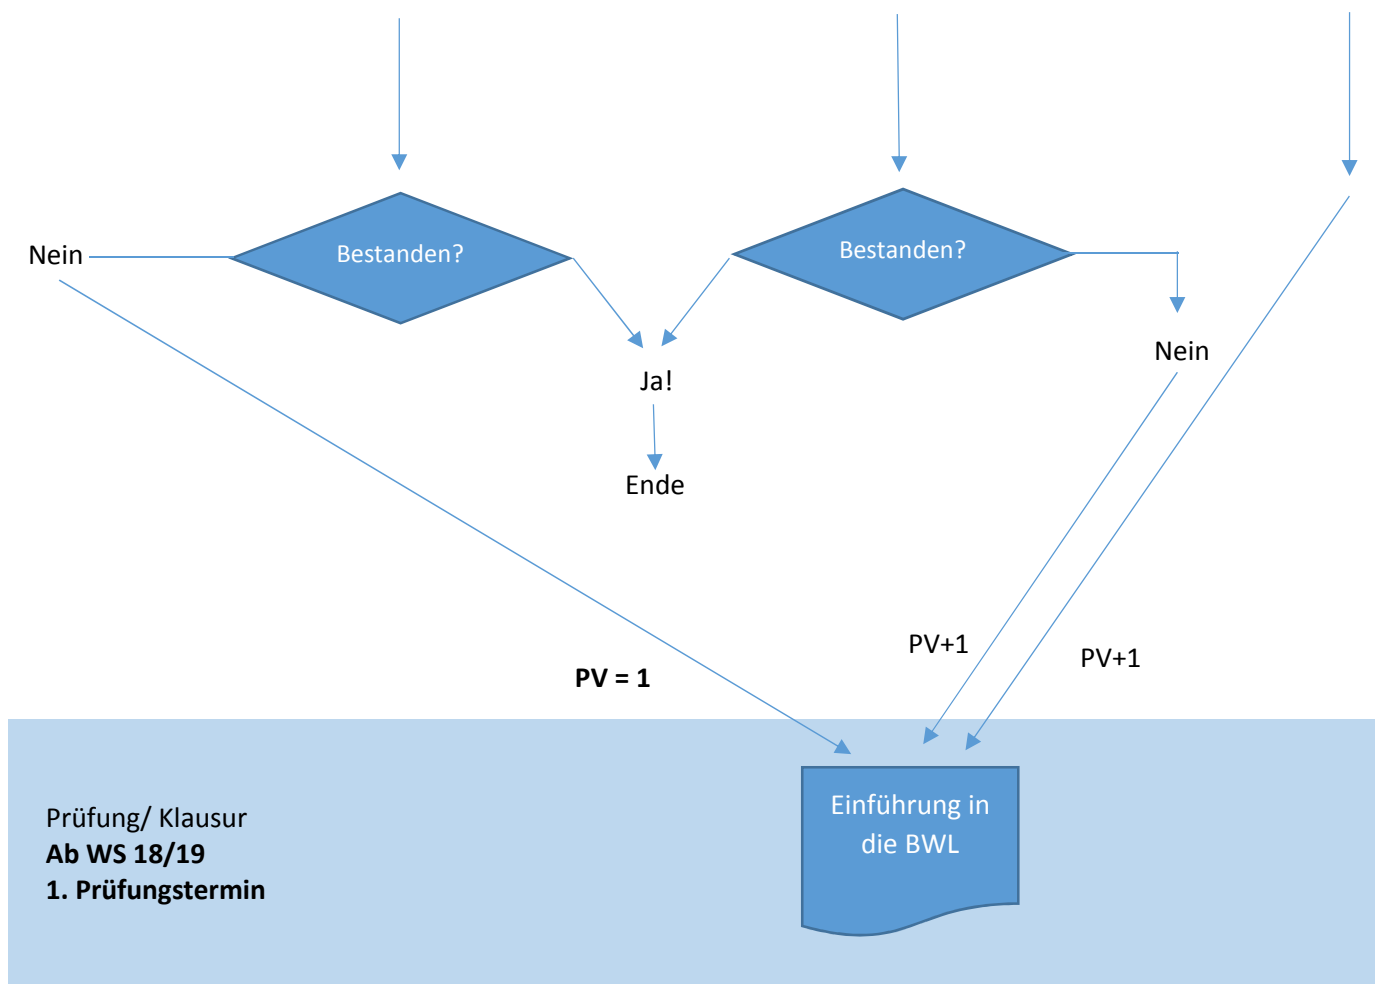 Nein
Bestanden?
Bestanden?
Nein
Ja!
Ende
PV+1
PV+1
PV = 1
Prüfung/ Klausur
Ab WS 18/19
1. Prüfungstermin
Einführung in
die BWL